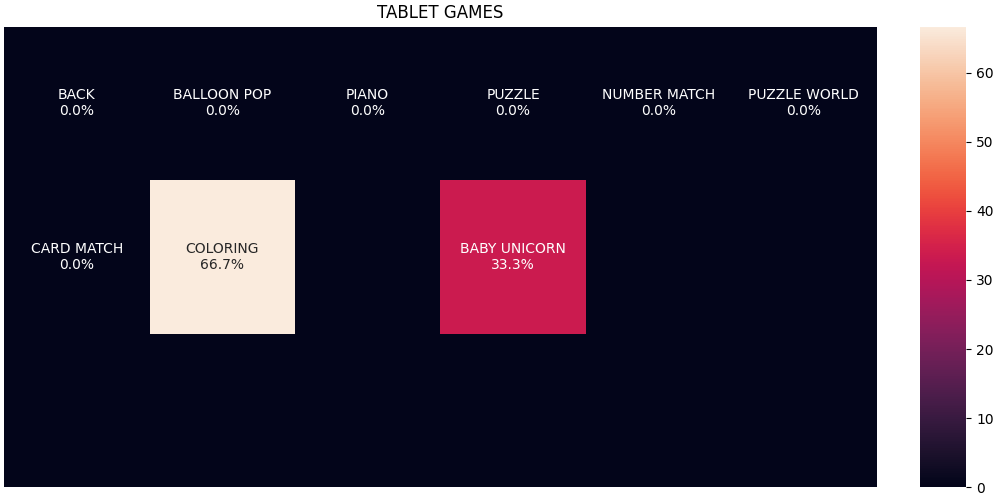 TABLET GAMES
BACK
0.0%
BALLOON POP
0.0%
PIANO
0.0%
PUZZLE
0.0%
NUMBER MATCH
0.0%
PUZZLE WORLD
0.0%
CARD MATCH
0.0%
COLORING
66.7%
BABY UNICORN
33.3%
60
50
40
30
20
10
0